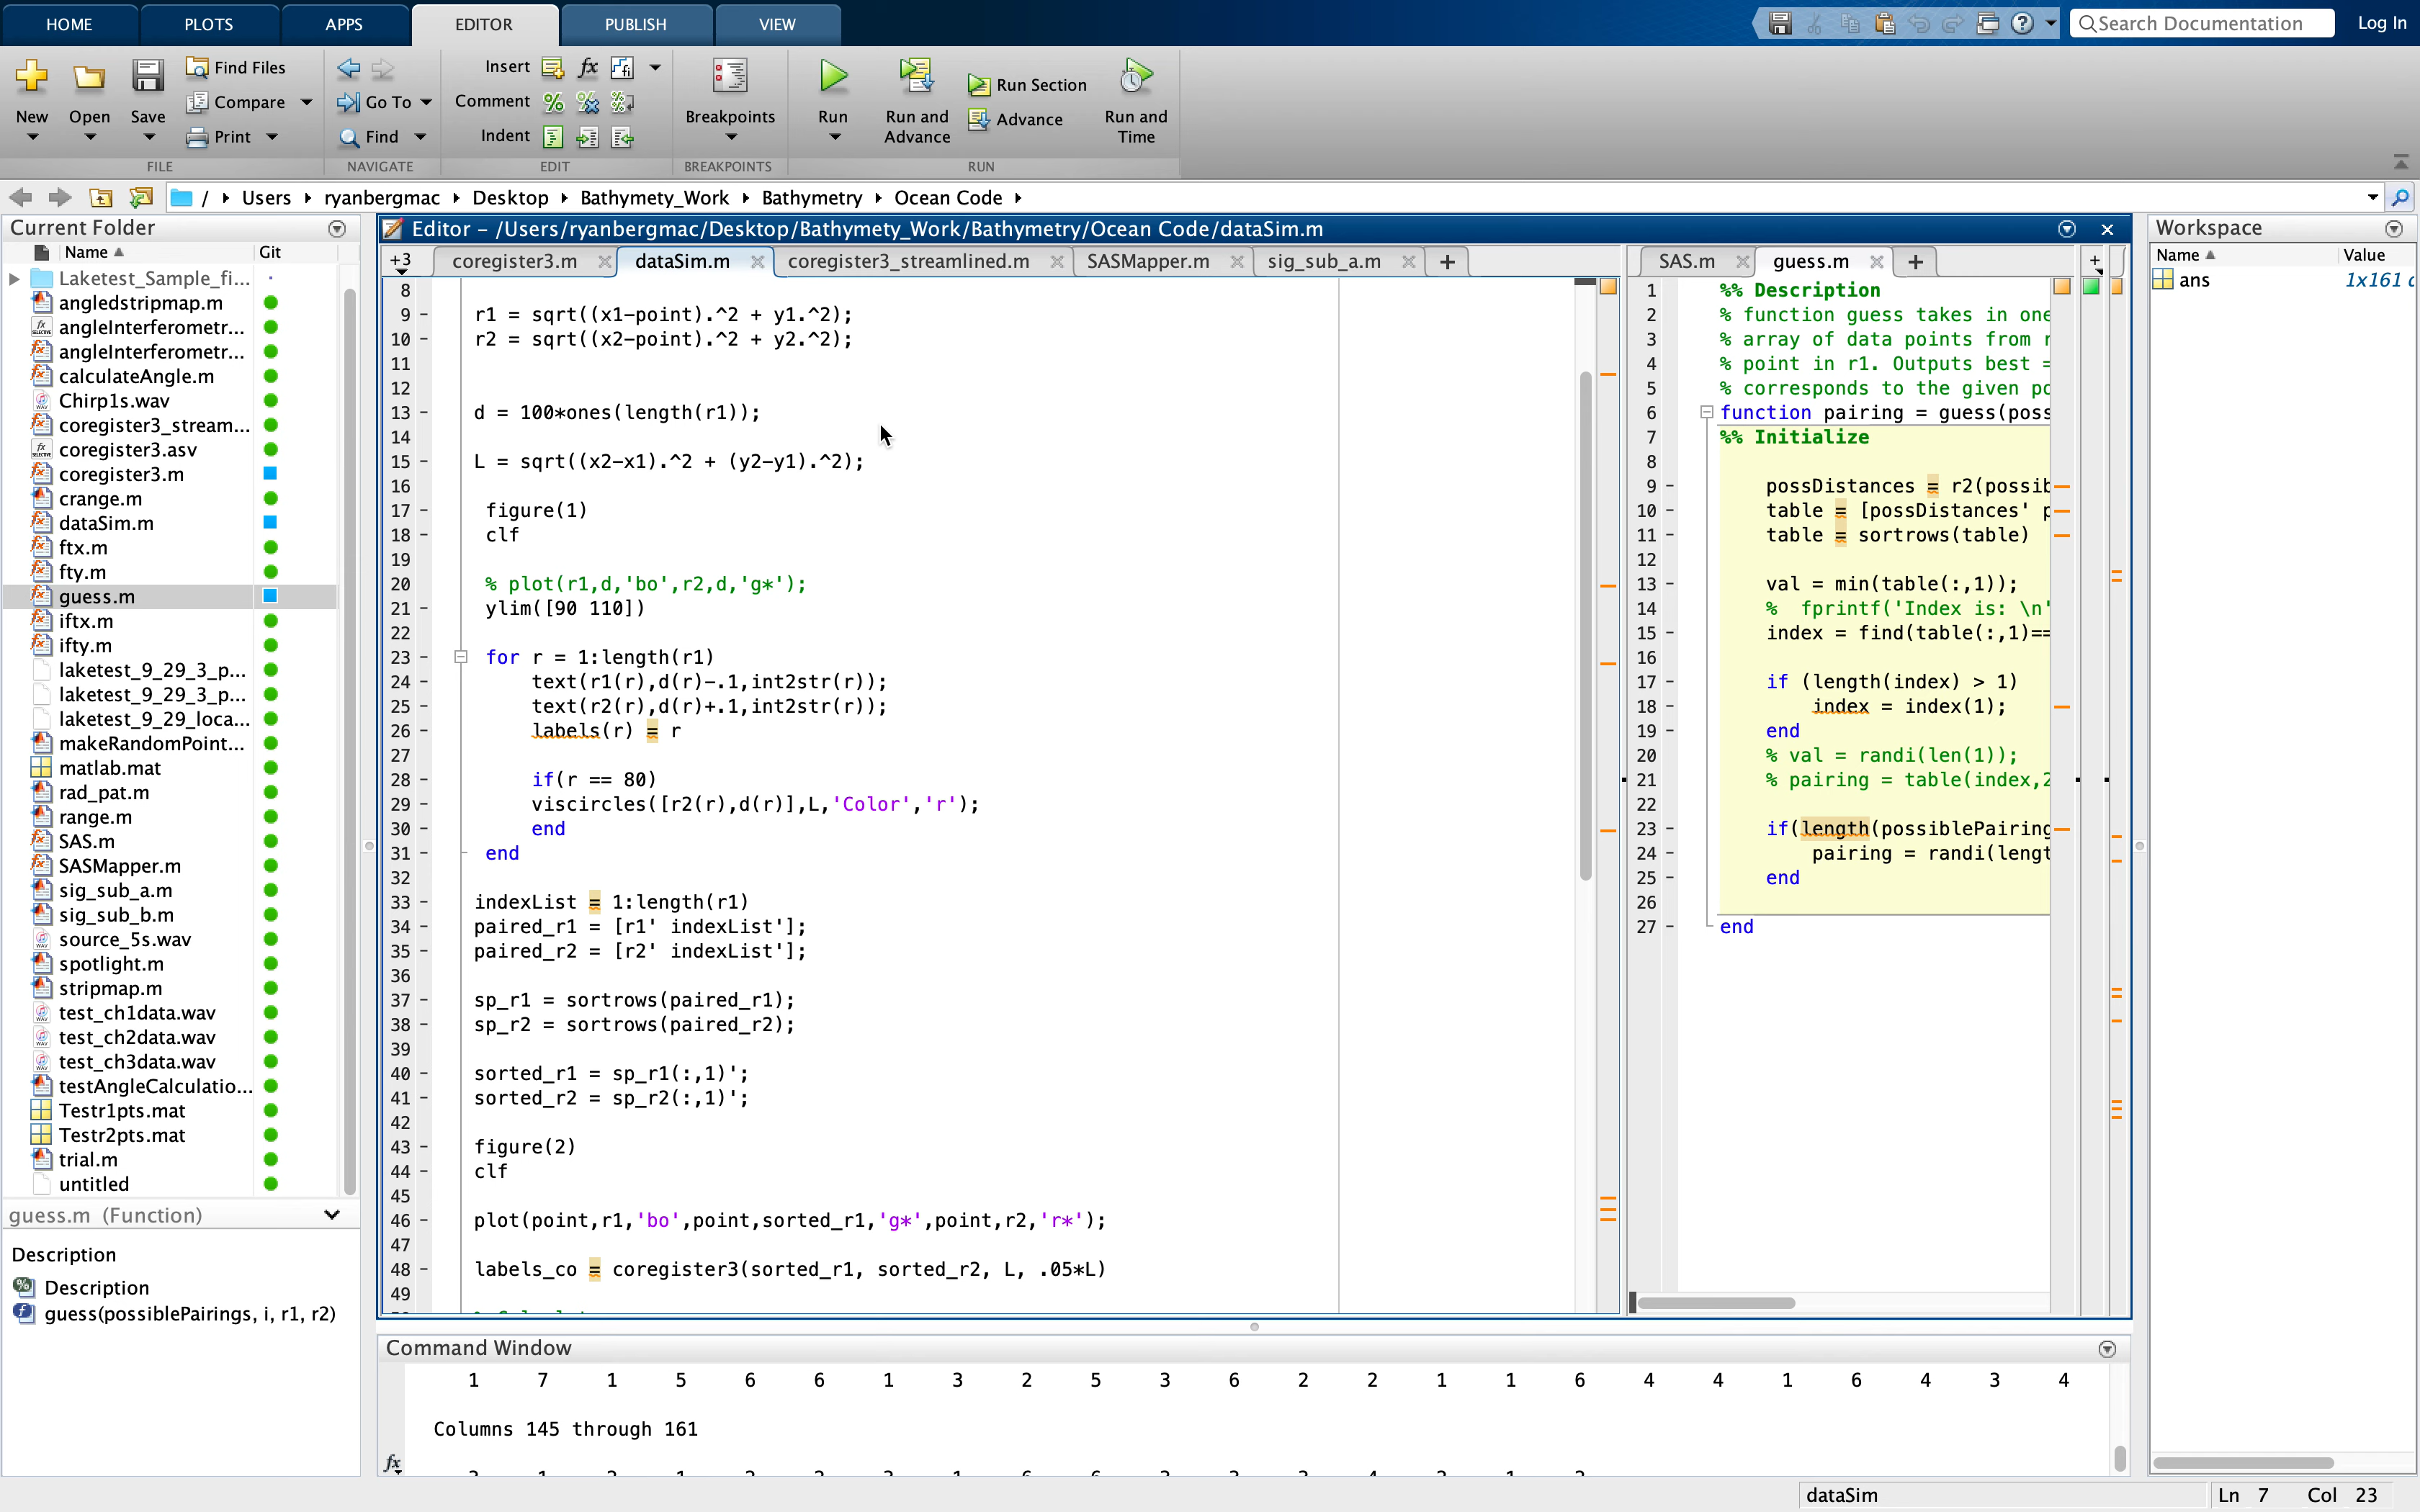 HOME PLOTS APPS EDITOR PUBLISH VIEW
Search Documentation Log In
New Open Save Find Files Compare Print
Go To Find
Insert Comment Indent
Breakpoints
Run Run and Advance Run Section Advance Run and Time
FILE NAVIGATE EDIT BREAKPOINTS RUN
/ Users ryanbergmac Desktop Bathymety_Work Bathymetry Ocean Code
Current Folder
Name Git
Laketest_Sample_fi...
angledstripmap.m
angleInterferometr...
angleInterferometr...
calculateAngle.m
Chirp1s.wav
coregister3_stream...
coregister3.asv
coregister3.m
crange.m
dataSim.m
ftx.m
fty.m
guess.m
iftx.m
ifty.m
laketest_9_29_3_p...
laketest_9_29_3_p...
laketest_9_29_loca...
makeRandomPoint...
matlab.mat
rad_pat.m
range.m
SAS.m
SASMapper.m
sig_sub_a.m
sig_sub_b.m
source_5s.wav
spotlight.m
stripmap.m
test_ch1data.wav
test_ch2data.wav
test_ch3data.wav
testAngleCalculatio...
Testr1pts.mat
Testr2pts.mat
trial.m
untitled
guess.m (Function)
Description
Description
guess(possiblePairings, i, r1, r2)
Editor - /Users/ryanbergmac/Desktop/Bathymety_Work/Bathymetry/Ocean Code/dataSim.m
+3 coregister3.m dataSim.m coregister3_streamlined.m SASMapper.m sig_sub_a.m +
8
9 - r1 = sqrt((x1-point).^2 + y1.^2);
10 - r2 = sqrt((x2-point).^2 + y2.^2);
11
12
13 - d = 100*ones(length(r1));
14
15 - L = sqrt((x2-x1).^2 + (y2-y1).^2);
16
17 - figure(1)
18 - clf
19
20 % plot(r1,d,'bo',r2,d,'g*');
21 - ylim([90 110])
22
23 - for r = 1:length(r1)
24 - text(r1(r),d(r)-.1,int2str(r));
25 - text(r2(r),d(r)+.1,int2str(r));
26 - labels(r) = r
27
28 - if(r == 80)
29 - viscircles([r2(r),d(r)],L,'Color','r');
30 - end
31 - end
32
33 - indexList = 1:length(r1)
34 - paired_r1 = [r1' indexList'];
35 - paired_r2 = [r2' indexList'];
36
37 - sp_r1 = sortrows(paired_r1);
38 - sp_r2 = sortrows(paired_r2);
39
40 - sorted_r1 = sp_r1(:,1)';
41 - sorted_r2 = sp_r2(:,1)';
42
43 - figure(2)
44 - clf
45
46 - plot(point,r1,'bo',point,sorted_r1,'g*',point,r2,'r*');
47
48 - labels_co = coregister3(sorted_r1, sorted_r2, L, .05*L)
49
SAS.m guess.m + +
1 %% Description
2 % function guess takes in one
3 % array of data points from
4 % point in r1. Outputs best =
5 % corresponds to the given
6 function pairing = guess(poss
7 %% Initialize
8
9 - possDistances = r2(possib
10 - table = [possDistances' p
11 - table = sortrows(table)
12
13 - val = min(table(:,1));
14 % fprintf('Index is: \n'
15 - index = find(table(:,1)==
16
17 - if (length(index) > 1)
18 - index = index(1);
19 - end
20 % val = randi(len(1));
21 % pairing = table(index,2
22
23 - if(length(possiblePairing
24 - pairing = randi(lengt
25 - end
26
27 - end
Command Window
1 7 1 5 6 6 1 3 2 5 3 6 2 2 1 1 6 4 4 1 6 4 3 4
Columns 145 through 161
fx
Workspace
Name Value
ans 1x161
dataSim Ln 7 Col 23